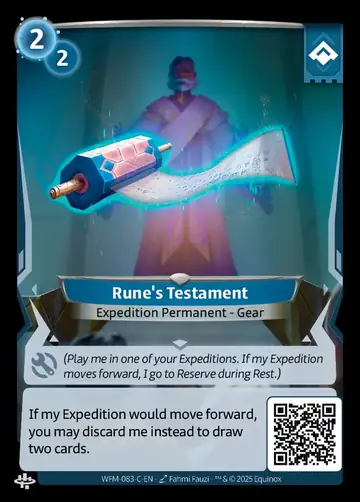 2
2
Rune's Testament
Expedition Permanent - Gear
(Play me in one of your Expeditions. If my Expedition
moves forward, I go to Reserve during Rest.)
If my Expedition would move forward,
you may discard me instead to draw
two cards.
WFM-083-C-EN - Fahmi Fauzi - ™ & © 2025 Equinox